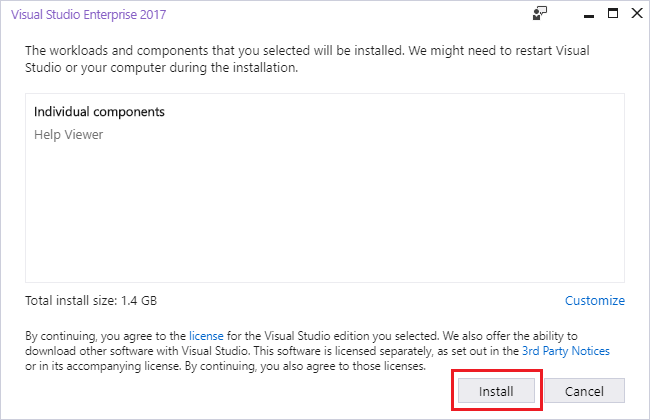 Visual Studio Enterprise 2017
The workloads and components that you selected will be installed. We might need to restart Visual
Studio or your computer during the installation.
Individual components
Help Viewer
Total install size: 1.4 GB
Customize
By continuing, you agree to the license for the Visual Studio edition you selected. We also offer the ability to
download other software with Visual Studio. This software is licensed separately, as set out in the 3rd Party Notices
or in its accompanying license. By continuing, you also agree to those licenses.
Install
Cancel